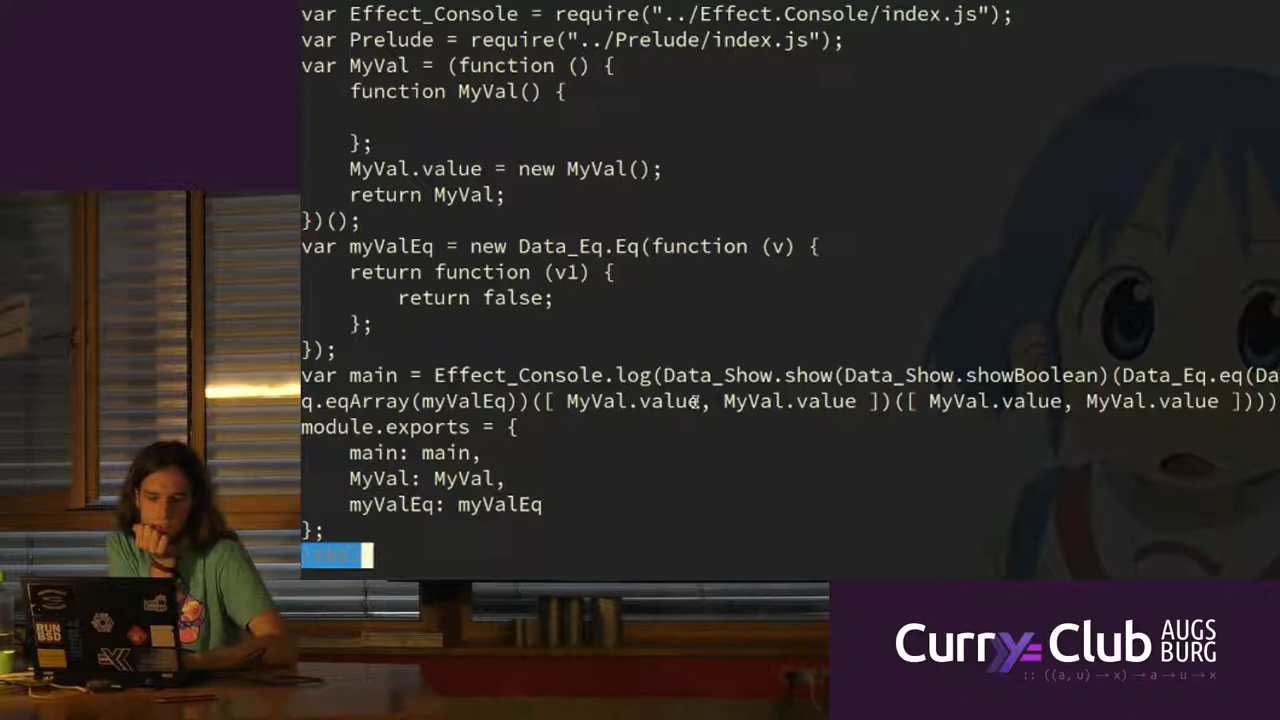 var Effect_Console = require("../Effect.Console/index.js");
var Prelude = require("../Prelude/index.js");
var MyVal = (function () {
    function MyVal() {
    };
    MyVal.value = new MyVal();
    return MyVal;
})();
var myValEq = new Data_Eq.Eq(function (v) {
    return function (v1) {
        return false;
    };
});
var main = Effect_Console.log(Data_Show.show(Data_Show.showBoolean)(Data_Eq.eq(Da
q.eqArray(myValEq))([ MyVal.value, MyVal.value ])([ MyVal.value, MyVal.value ])))
module.exports = {
    main: main,
    MyVal: MyVal,
    myValEq: myValEq
};
(END)
RUN
BSD
Curry Club AUGS
BURG
:: ((a, u) → x) → a → u → x